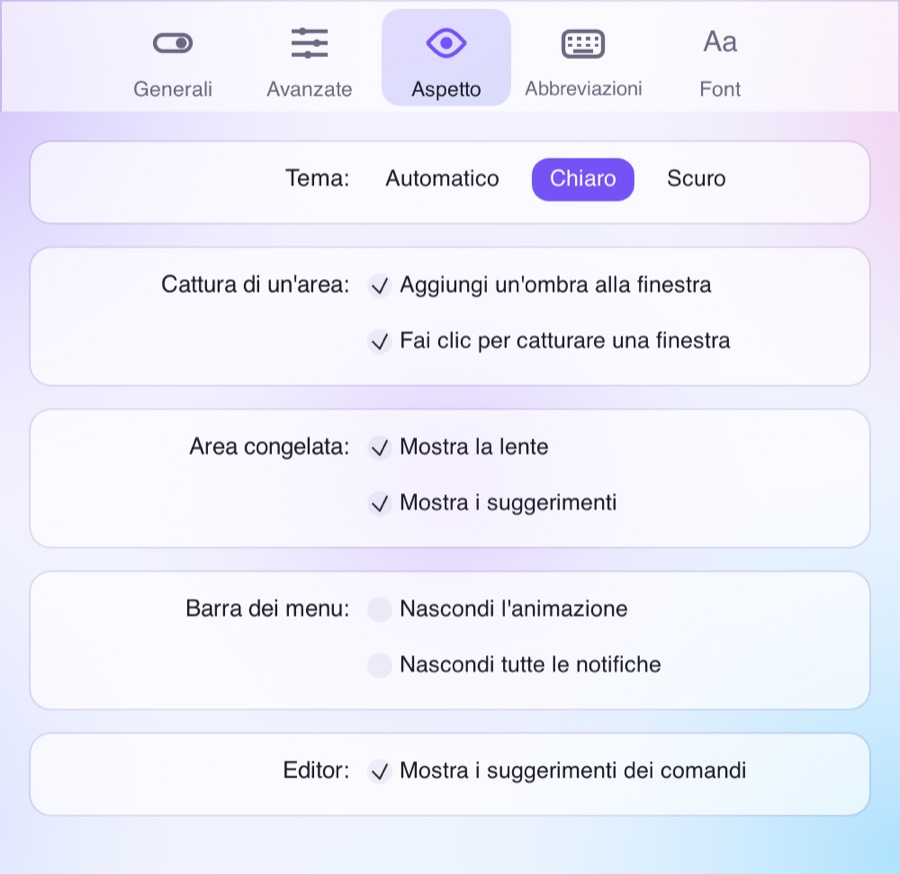 Generali
Avanzate
Aspetto
Abbreviazioni
Aa
Font
Tema: Automatico Chiaro Scuro
Cattura di un'area: Aggiungi un'ombra alla finestra
Fai clic per catturare una finestra
Area congelata: Mostra la lente
Mostra i suggerimenti
Barra dei menu: Nascondi l'animazione
Nascondi tutte le notifiche
Editor: Mostra i suggerimenti dei comandi